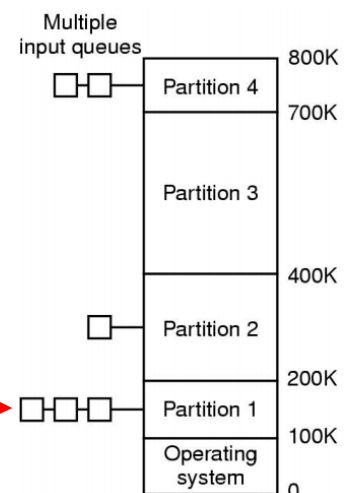 Multiple
input queues
800K
Partition 4
700K
Partition 3
400K
Partition 2
200K
Partition 1
100K
Operating
system
0